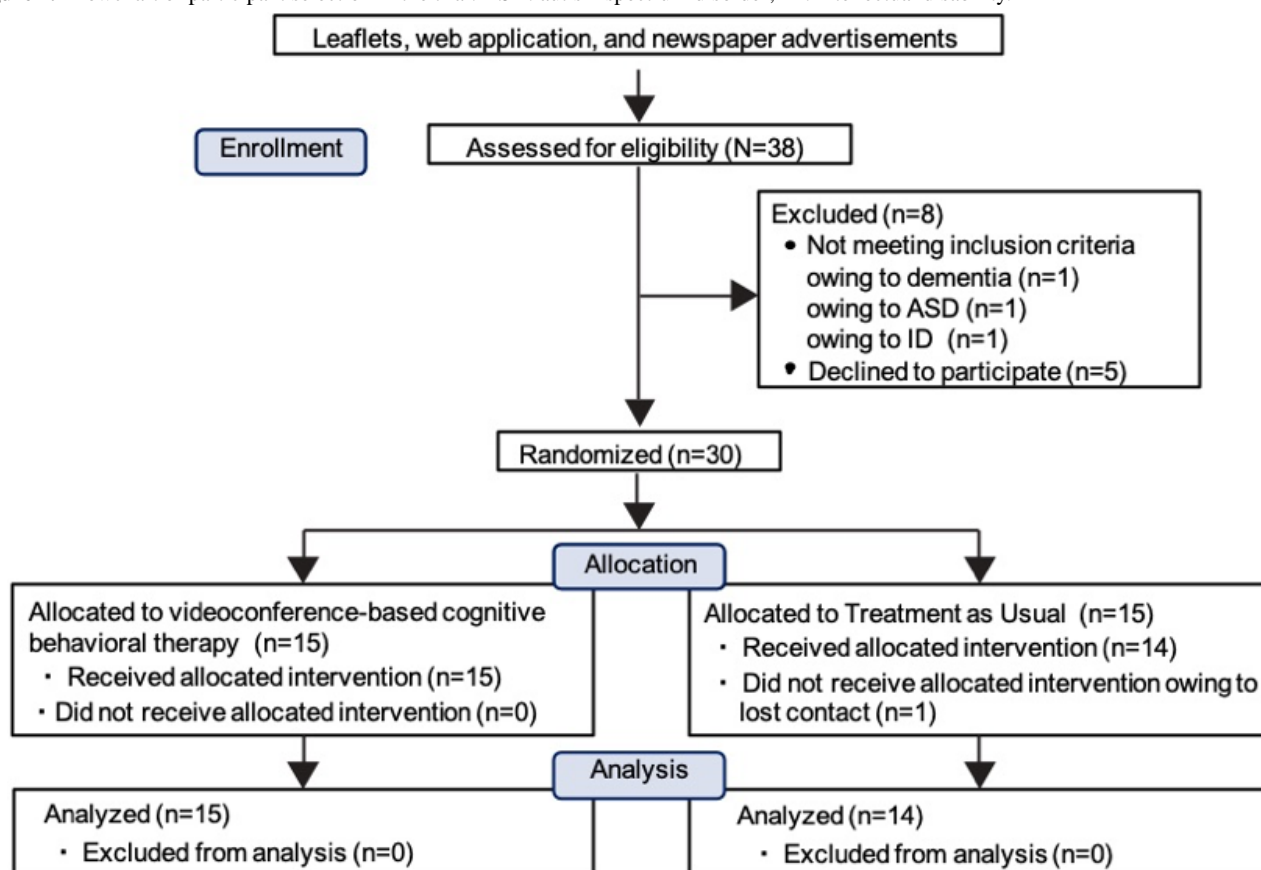 Leaflets, web application, and newspaper advertisements
Enrollment
Assessed for eligibility (N=38)
Excluded (n=8)
• Not meeting inclusion criteria
owing to dementia (n=1)
owing to ASD (n=1)
owing to ID (n=1)
• Declined to participate (n=5)
Randomized (n=30)
Allocation
Allocated to videoconference-based cognitive
behavioral therapy (n=15)
· Received allocated intervention (n=15)
· Did not receive allocated intervention (n=0)
Allocated to Treatment as Usual (n=15)
· Received allocated intervention (n=14)
· Did not receive allocated intervention owing to
lost contact (n=1)
Analysis
Analyzed (n=15)
· Excluded from analysis (n=0)
Analyzed (n=14)
· Excluded from analysis (n=0)